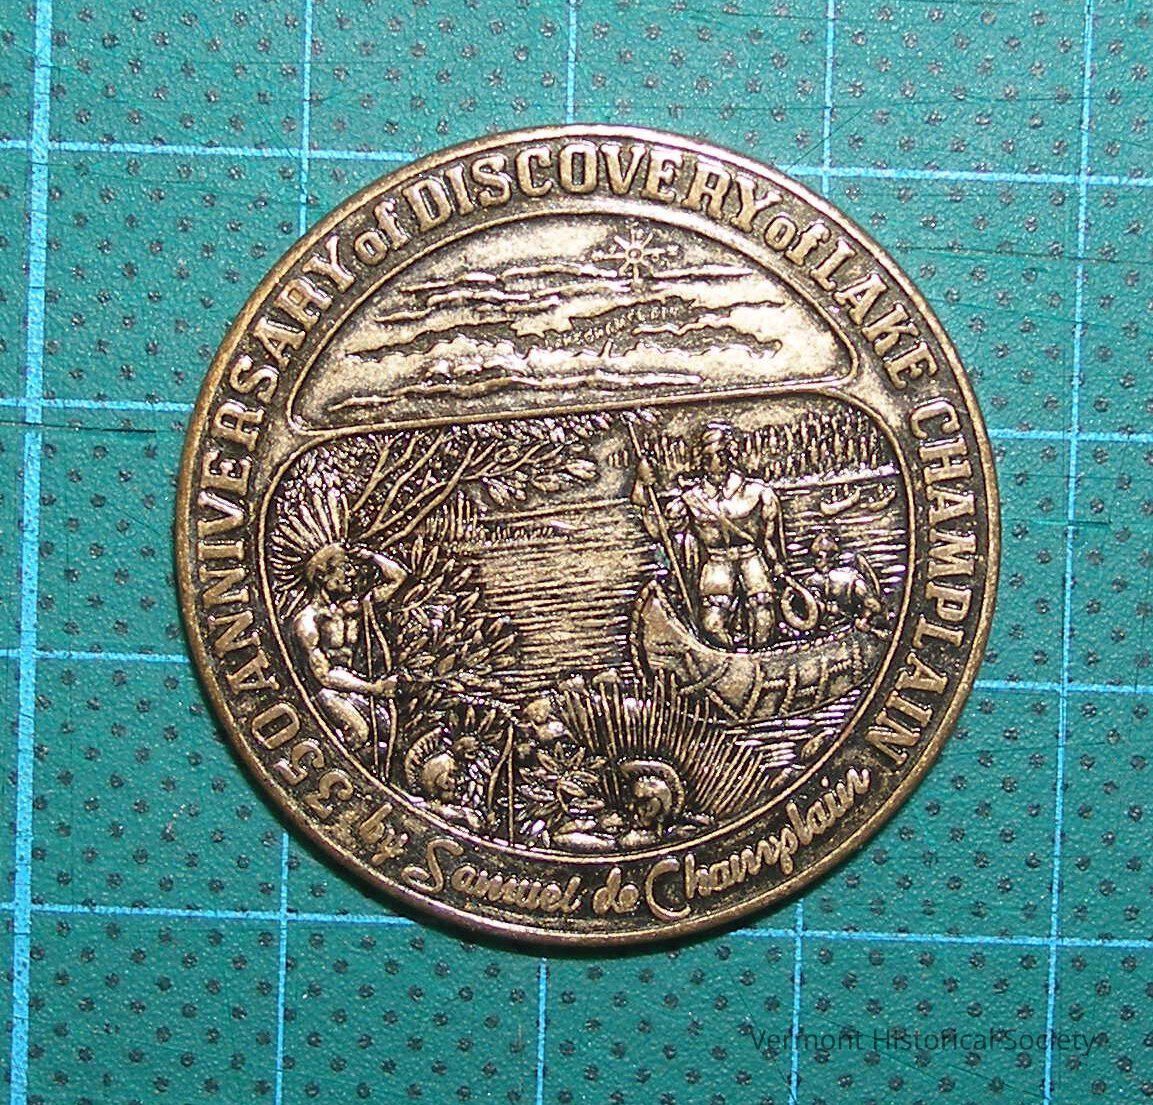 350 ANNIVERSARY of DISCOVERY of LAKE CHAMPLAIN
by Samuel de Champlain
Vermont Historical Society